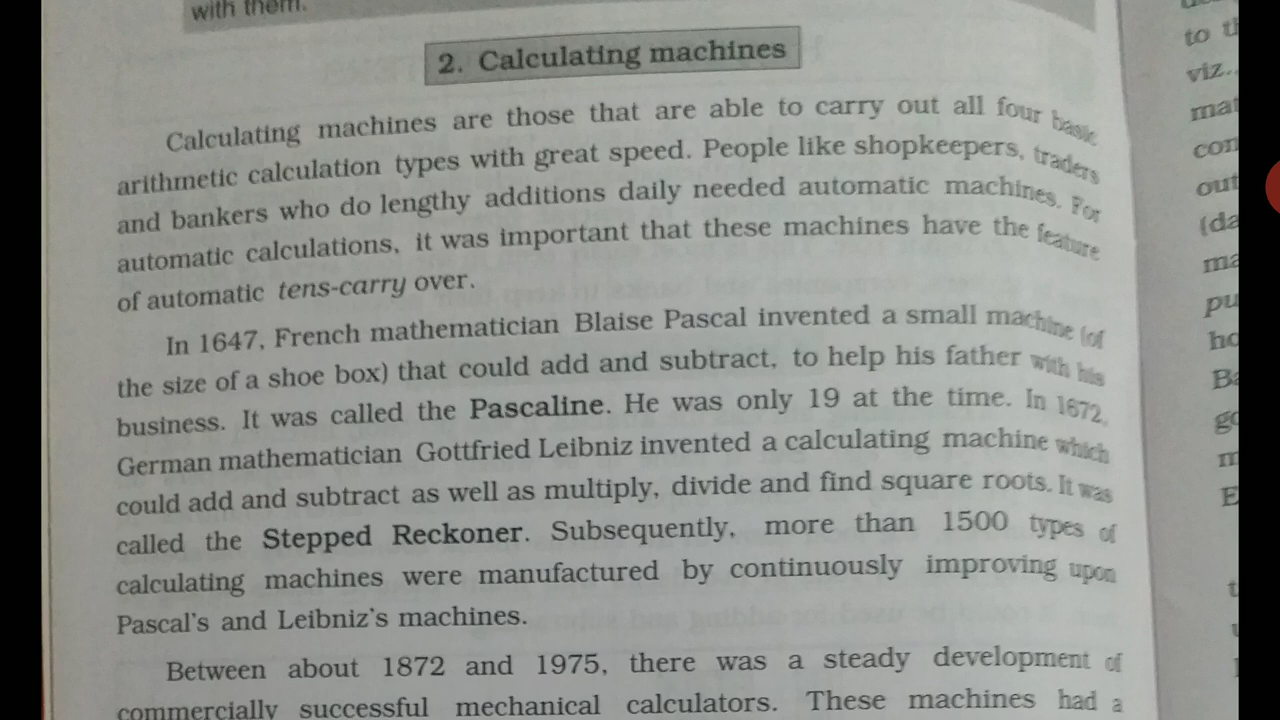 with them.
2. Calculating machines
Calculating machines are those that are able to carry out all four basic
arithmetic calculation types with great speed. People like shopkeepers, traders
and bankers who do lengthy additions daily needed automatic machines. For
automatic calculations, it was important that these machines have the feature
of automatic tens-carry over.
In 1647, French mathematician Blaise Pascal invented a small machine (of
the size of a shoe box) that could add and subtract, to help his father with his
business. It was called the Pascaline. He was only 19 at the time. In 1672,
German mathematician Gottfried Leibniz invented a calculating machine which
could add and subtract as well as multiply, divide and find square roots. It was
called the Stepped Reckoner. Subsequently, more than 1500 types of
calculating machines were manufactured by continuously improving upon
Pascal's and Leibniz's machines.
Between about 1872 and 1975, there was a steady development of
commercially successful mechanical calculators. These machines had a
to
viz..
out
(da